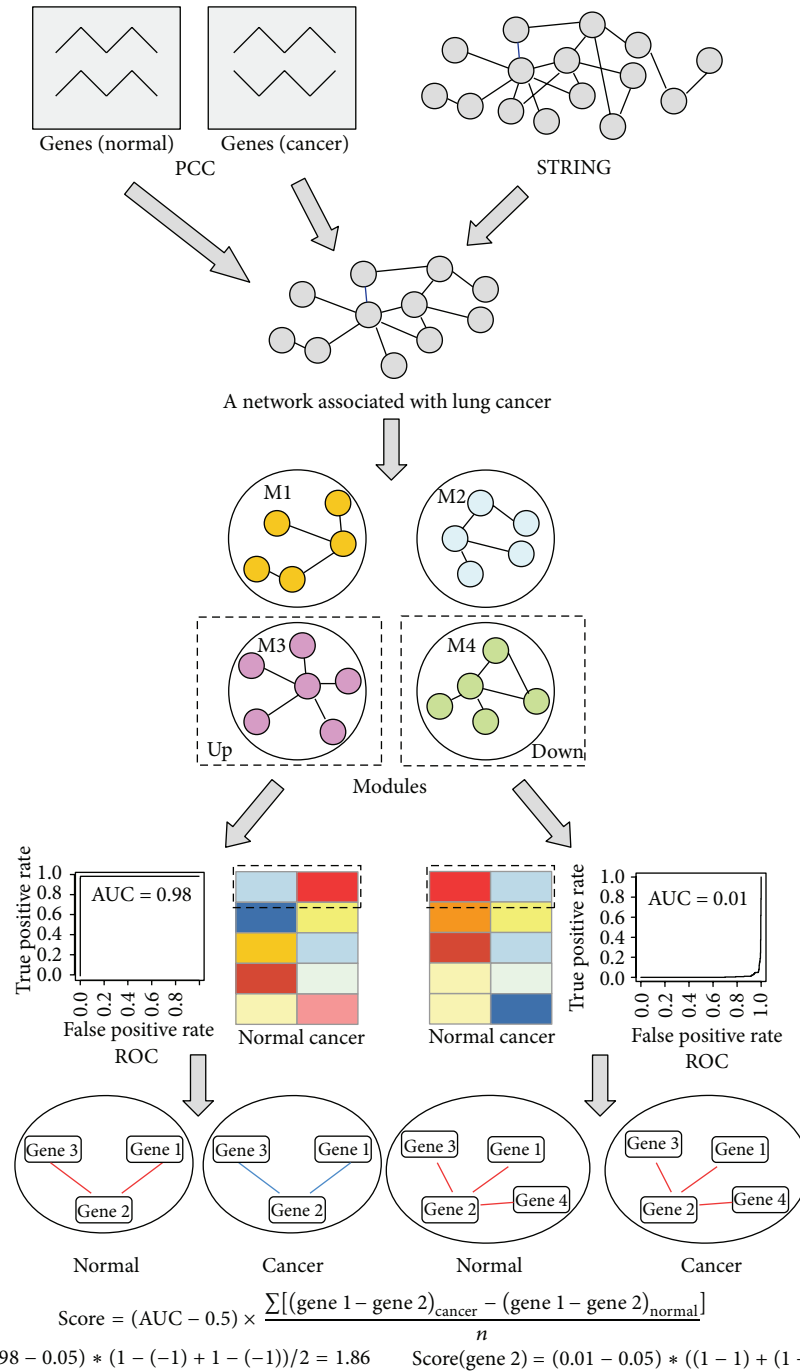 Genes (normal)
Genes (cancer)
PCC
STRING
A network associated with lung cancer
M1
M2
M3
Up
M4
Down
Modules
True positive rate
1.0
0.8
0.6
0.4
0.2
0.0
AUC = 0.98
0.0 0.2 0.4 0.6 0.8
False positive rate
ROC
Normal cancer
Normal cancer
True positive rate
1.0
0.8
0.6
0.4
0.2
0.0
AUC = 0.01
0.0 0.2 0.4 0.6 0.8 1.0
False positive rate
ROC
Gene 3 Gene 1
Gene 2
Normal
Gene 3 Gene 1
Gene 2
Cancer
Gene 3 Gene 1
Gene 2 Gene 4
Normal
Gene 3 Gene 1
Gene 2 Gene 4
Cancer
Score = (AUC − 0.5) × ∑[(gene 1 − gene 2)cancer − (gene 1 − gene 2)normal] / n
98 − 0.05) ∗ (1 − (−1) + 1 − (−1))/2 = 1.86
Score(gene 2) = (0.01 − 0.05) ∗ ((1 − 1) + (1 −